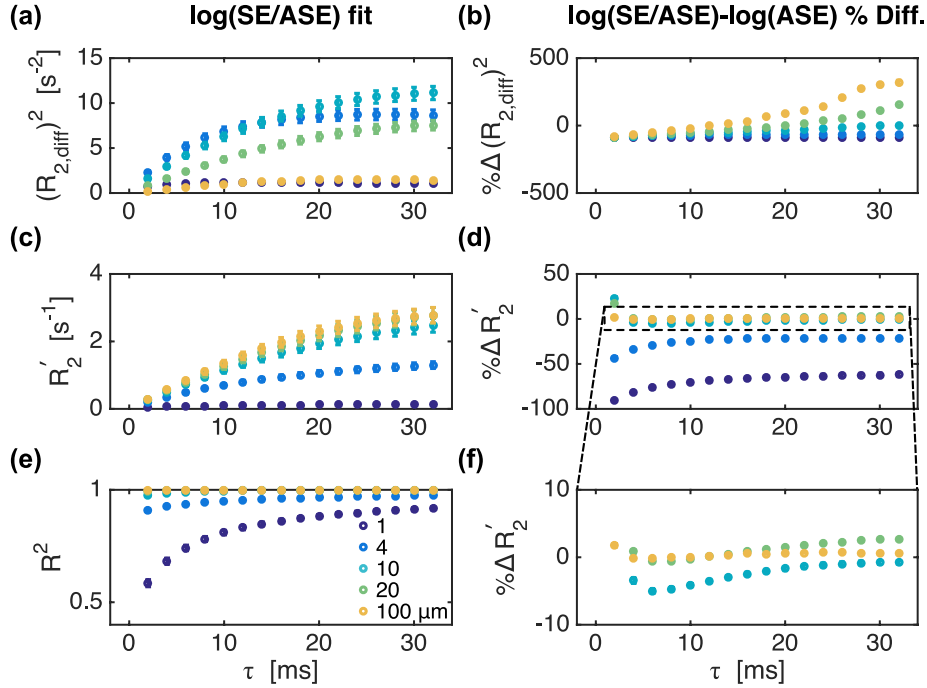 log(SE/ASE) fit
log(SE/ASE)-log(ASE) % Diff.
(a)
(R2,diff)² [s⁻²]
15
10
5
0
0 10 20 30
(b)
%Δ (R2,diff)²
500
0
-500
0 10 20 30
(c)
R2′ [s⁻¹]
4
2
0
0 10 20 30
(d)
%Δ R2′
50
0
-50
-100
0 10 20 30
(e)
R²
1
0.5
1
4
10
20
100 μm
0 10 20 30
τ [ms]
(f)
%Δ R2′
10
0
-10
0 10 20 30
τ [ms]